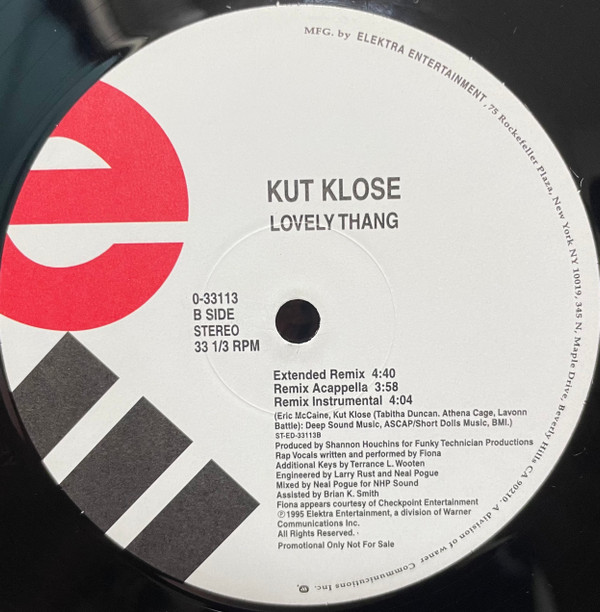 MFG. by ELEKTRA ENTERTAINMENT, 75 Rockefeller Plaza, New York NY 10019, 345 N. Maple Drive, Beverly Hills CA 90210. A division of waner Communications Inc.
KUT KLOSE
LOVELY THANG
0-33113
B SIDE
STEREO
33 1/3 RPM
Extended Remix 4:40
Remix Acappella 3:58
Remix Instrumental 4:04
(Eric McCaine, Kut Klose (Tabitha Duncan. Athena Cage, Lavonn
Battle): Deep Sound Music, ASCAP/Short Dolls Music, BMI.)
ST-ED-33113B
Produced by Shannon Houchins for Funky Technician Productions
Rap Vocals written and performed by Fiona
Additional Keys by Terrance L. Wooten
Engineered by Larry Rust and Neal Pogue
Mixed by Neal Pogue for NHP Sound
Assisted by Brian K. Smith
Fiona appears courtesy of Checkpoint Entertainment
℗1995 Elektra Entertainment, a division of Warner
Communications Inc.
All Rights Reserved.
Promotional Only Not For Sale